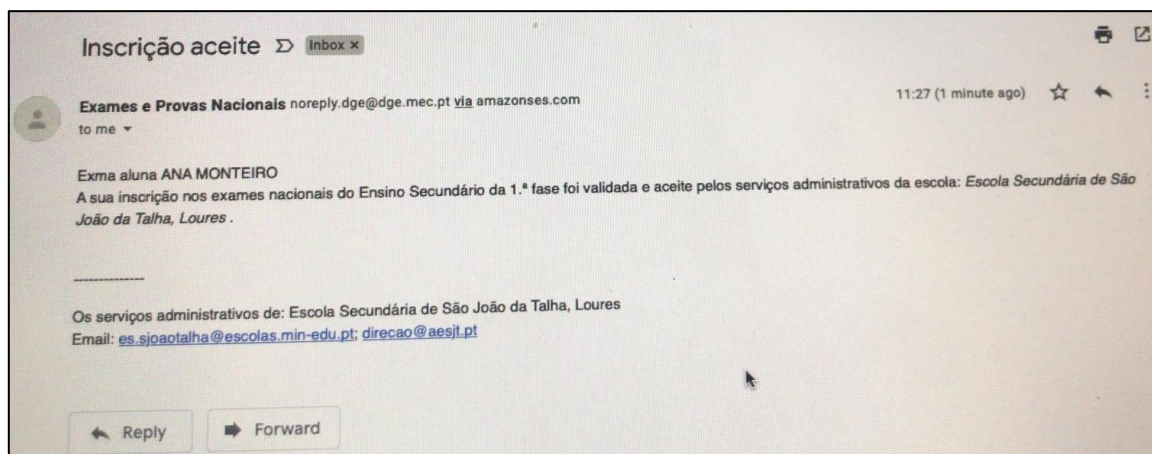 Inscrição aceite Inbox ×
Exames e Provas Nacionais noreply.dge@dge.mec.pt via amazonses.com 11:27 (1 minute ago)
to me
Exma aluna ANA MONTEIRO
A sua inscrição nos exames nacionais do Ensino Secundário da 1.ª fase foi validada e aceite pelos serviços administrativos da escola: Escola Secundária de São
João da Talha, Loures .
--------------
Os serviços administrativos de: Escola Secundária de São João da Talha, Loures
Email: es.sjoaotalha@escolas.min-edu.pt; direcao@aesjt.pt
Reply Forward